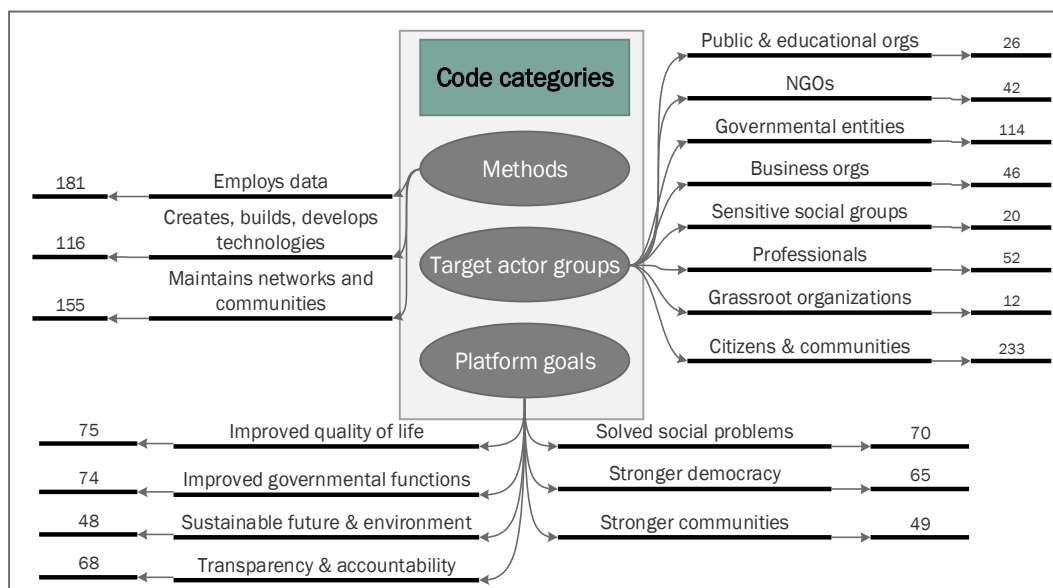 Code categories
Methods
Target actor groups
Platform goals
Employs data
181
Creates, builds, develops
technologies
116
Maintains networks and
communities
155
Public & educational orgs
26
NGOs
42
Governmental entities
114
Business orgs
46
Sensitive social groups
20
Professionals
52
Grassroot organizations
12
Citizens & communities
233
Improved quality of life
75
Improved governmental functions
74
Sustainable future & environment
48
Transparency & accountability
68
Solved social problems
70
Stronger democracy
65
Stronger communities
49